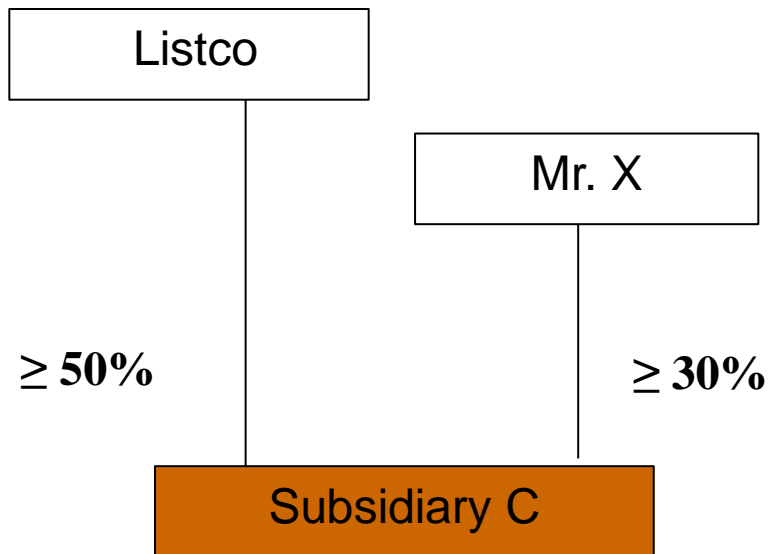 Listco
Mr. X
≥ 50%
≥ 30%
Subsidiary C